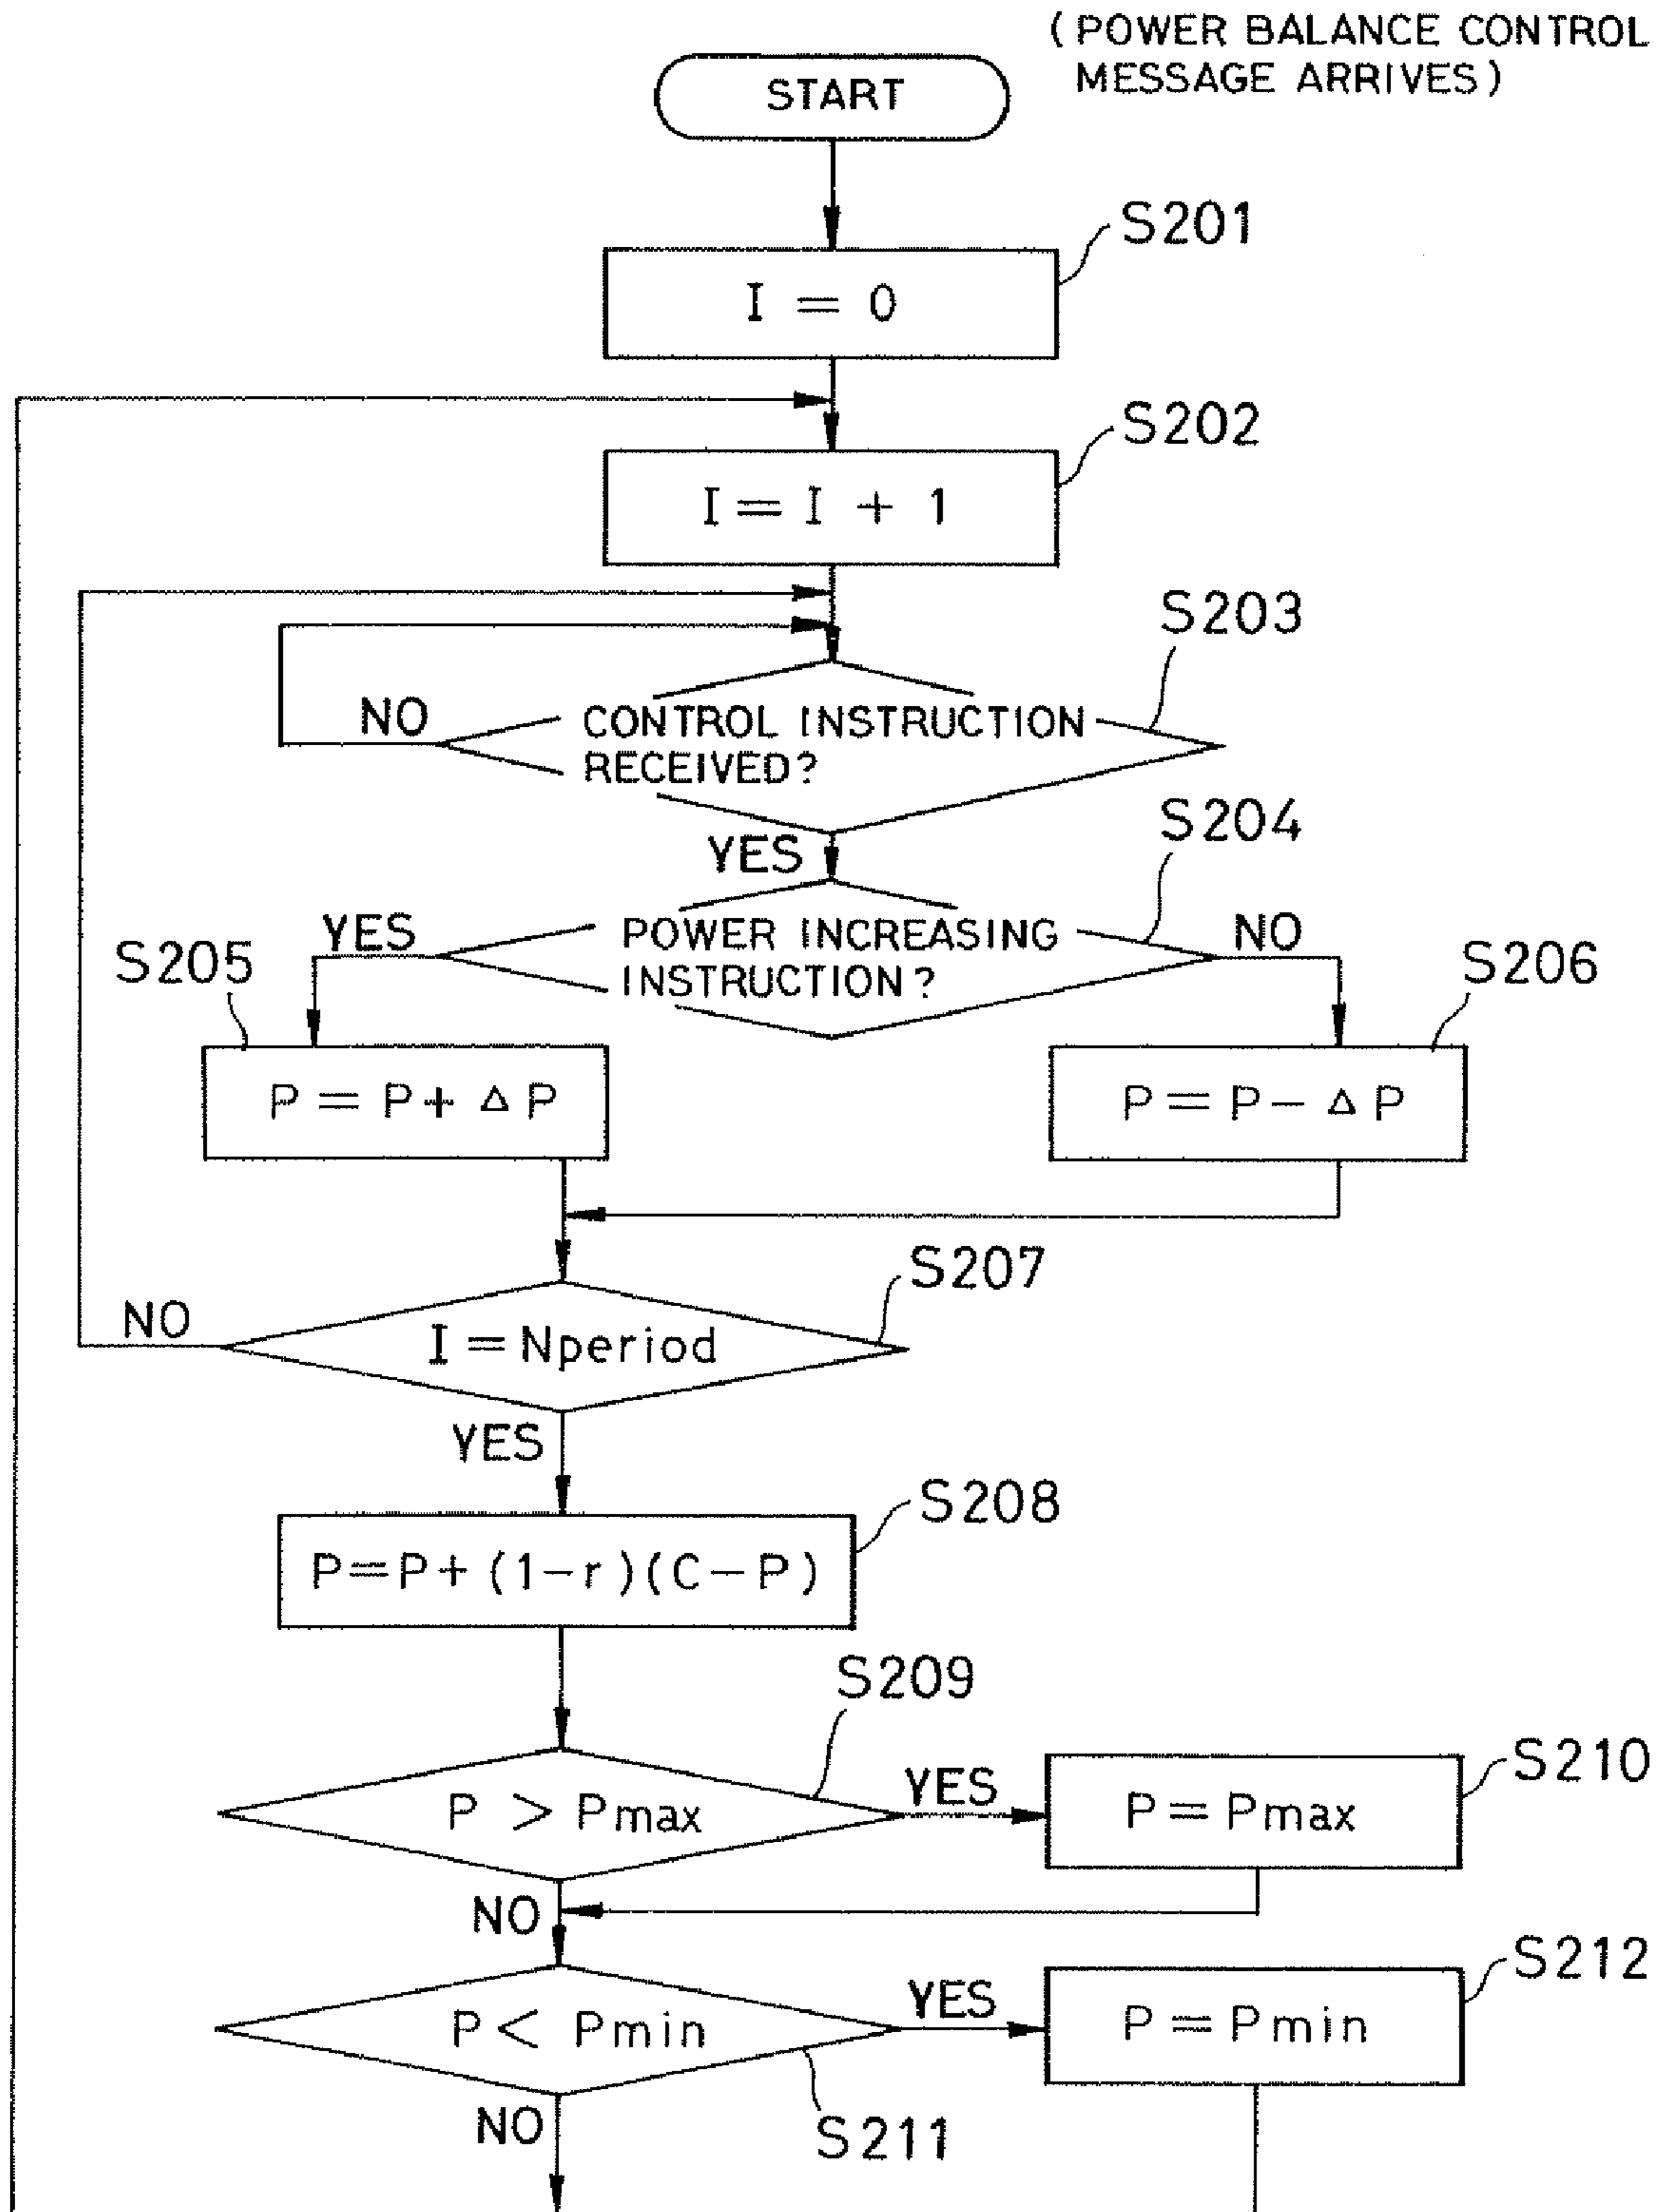 ( POWER BALANCE CONTROL
MESSAGE ARRIVES )
START
S201
I = 0
S202
I = I + 1
S203
NO
CONTROL INSTRUCTION
RECEIVED?
YES
S204
YES
POWER INCREASING
INSTRUCTION?
NO
S205
S206
P = P + Δ P
P = P - Δ P
S207
NO
I = Nperiod
YES
S208
P = P + (1-r)(C-P)
S209
P > Pmax
YES
S210
P = Pmax
NO
S212
P < Pmin
YES
P = Pmin
NO
S211